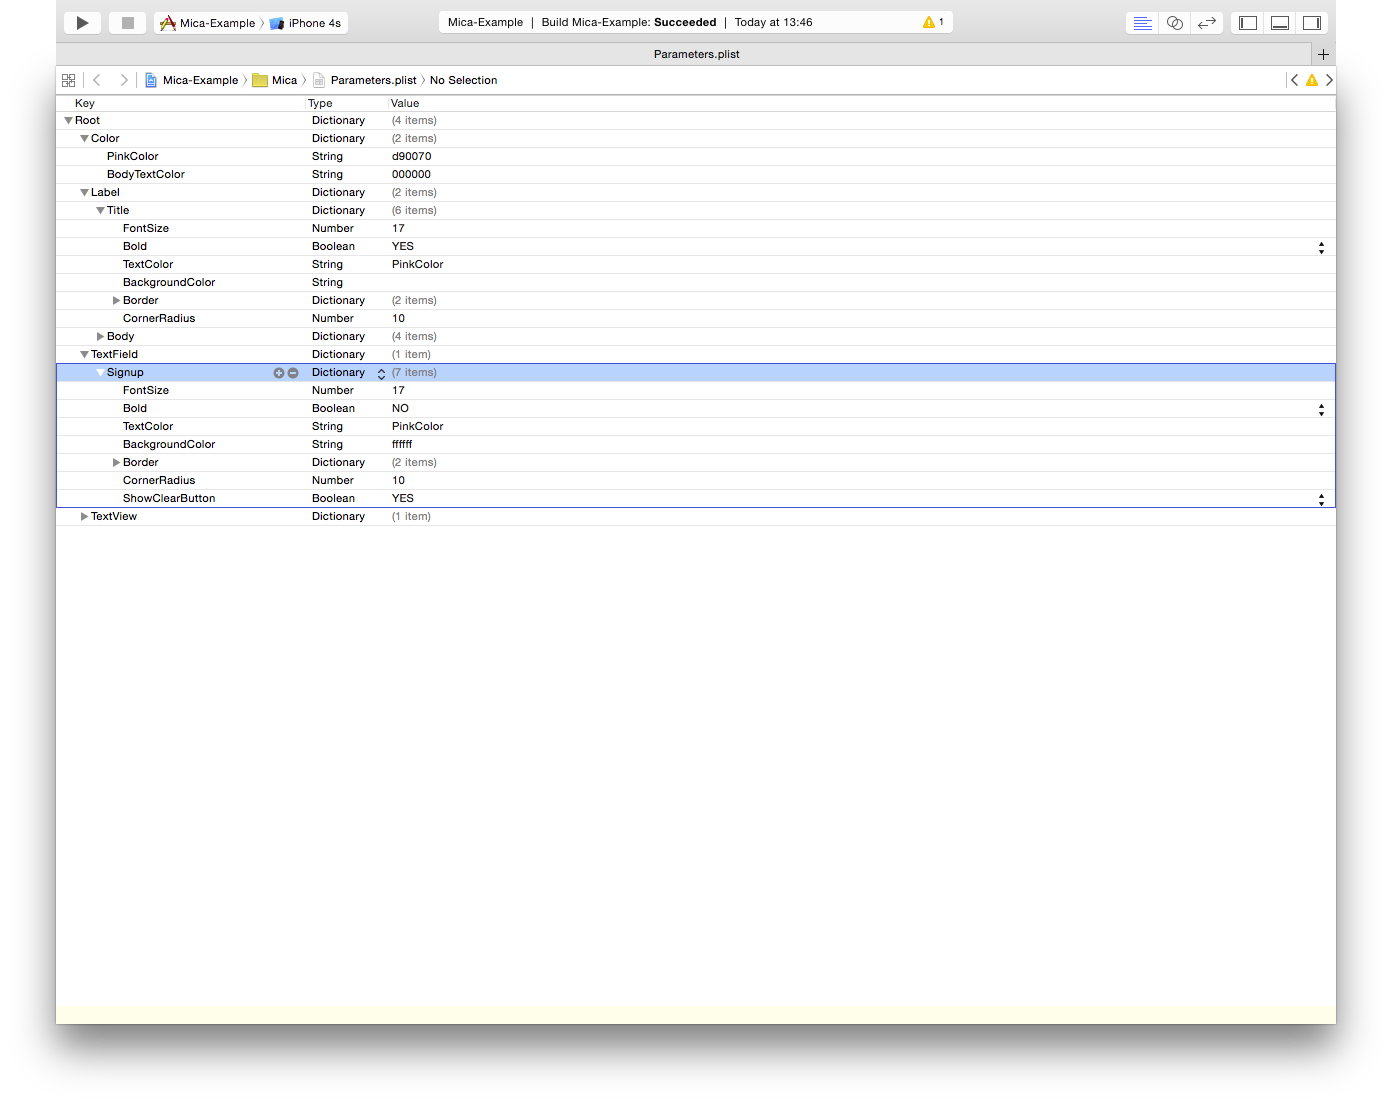 Mica-Example iPhone 4s Mica-Example | Build Mica-Example: Succeeded | Today at 13:46 1
Parameters.plist
Mica-Example Mica Parameters.plist No Selection
Key Type Value
Root Dictionary (4 items)
Color Dictionary (2 items)
PinkColor String d90070
BodyTextColor String 000000
Label Dictionary (2 items)
Title Dictionary (6 items)
FontSize Number 17
Bold Boolean YES
TextColor String PinkColor
BackgroundColor String
Border Dictionary (2 items)
CornerRadius Number 10
Body Dictionary (4 items)
TextField Dictionary (1 item)
Signup Dictionary (7 items)
FontSize Number 17
Bold Boolean NO
TextColor String PinkColor
BackgroundColor String ffffff
Border Dictionary (2 items)
CornerRadius Number 10
ShowClearButton Boolean YES
TextView Dictionary (1 item)